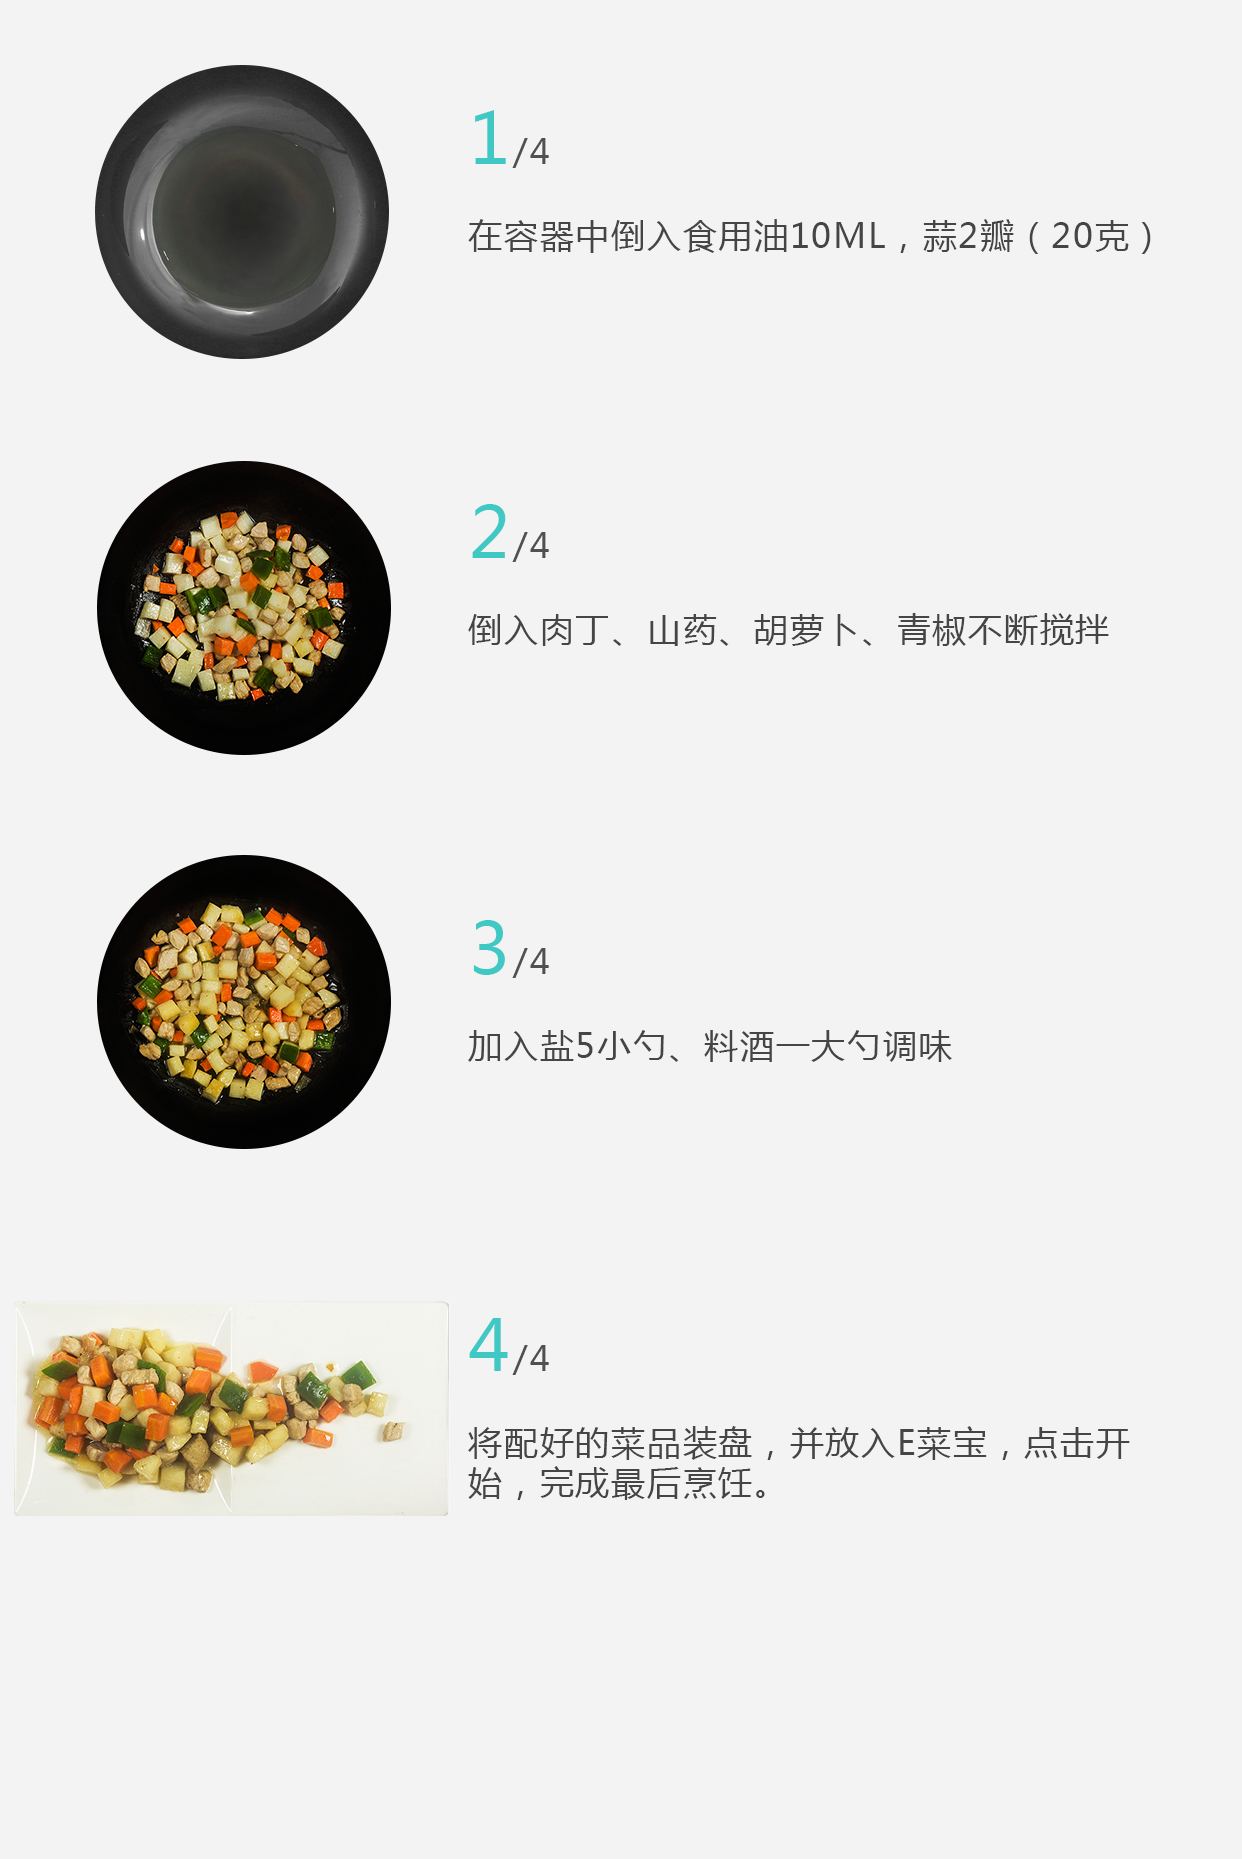 1/4
在容器中倒入食用油10ML，蒜2瓣（20克）
2/4
倒入肉丁、山药、胡萝卜、青椒不断搅拌
3/4
加入盐5小勺、料酒一大勺调味
4/4
将配好的菜品装盘，并放入E菜宝，点击开
始，完成最后烹饪。